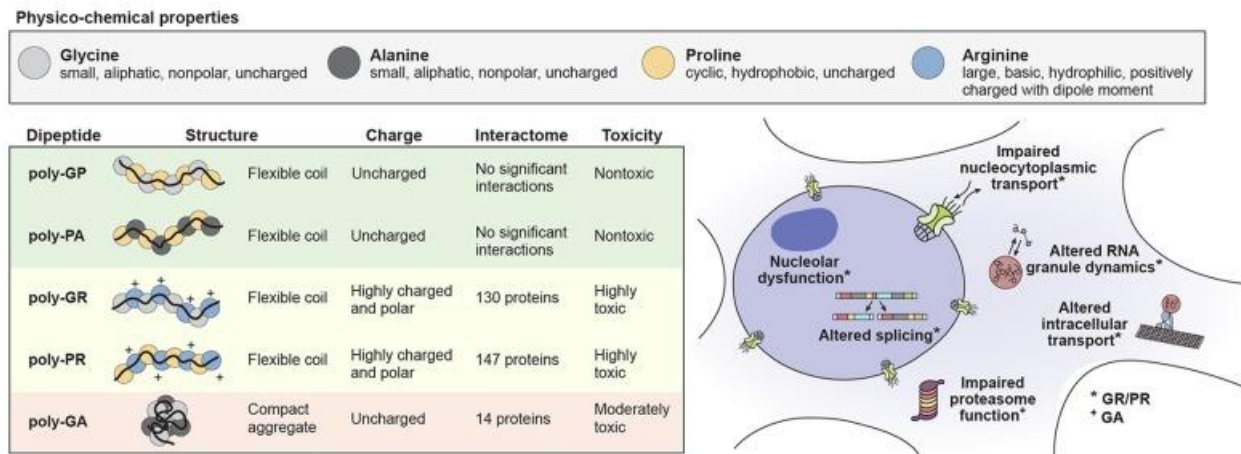 Physico-chemical properties
Glycine
small, aliphatic, nonpolar, uncharged
Alanine
small, aliphatic, nonpolar, uncharged
Proline
cyclic, hydrophobic, uncharged
Arginine
large, basic, hydrophilic, positively
charged with dipole moment
Dipeptide Structure Charge Interactome Toxicity
poly-GP Flexible coil Uncharged No significant interactions Nontoxic
poly-PA Flexible coil Uncharged No significant interactions Nontoxic
poly-GR + + + + Flexible coil Highly charged and polar 130 proteins Highly toxic
poly-PR + + + + Flexible coil Highly charged and polar 147 proteins Highly toxic
poly-GA Compact aggregate Uncharged 14 proteins Moderately toxic
Impaired
nucleocytoplasmic
transport*
Nucleolar
dysfunction*
Altered RNA
granule dynamics*
Altered splicing*
Altered
intracellular
transport*
Impaired
proteasome
function+
* GR/PR
+ GA